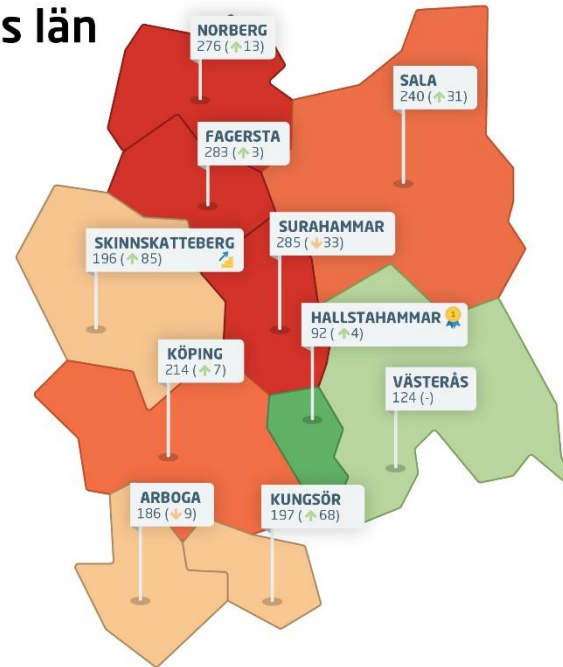 s län
NORBERG
276 (↑13)
SALA
240 (↑31)
FAGERSTA
283 (↑3)
SURAHAMMAR
285 (↓33)
SKINNSKATTEBERG
196 (↑85)
HALLSTAHAMMAR 1
92 (↑4)
KÖPING
214 (↑7)
VÄSTERÅS
124 (-)
ARBOGA
186 (↓9)
KUNGSÖR
197 (↑68)